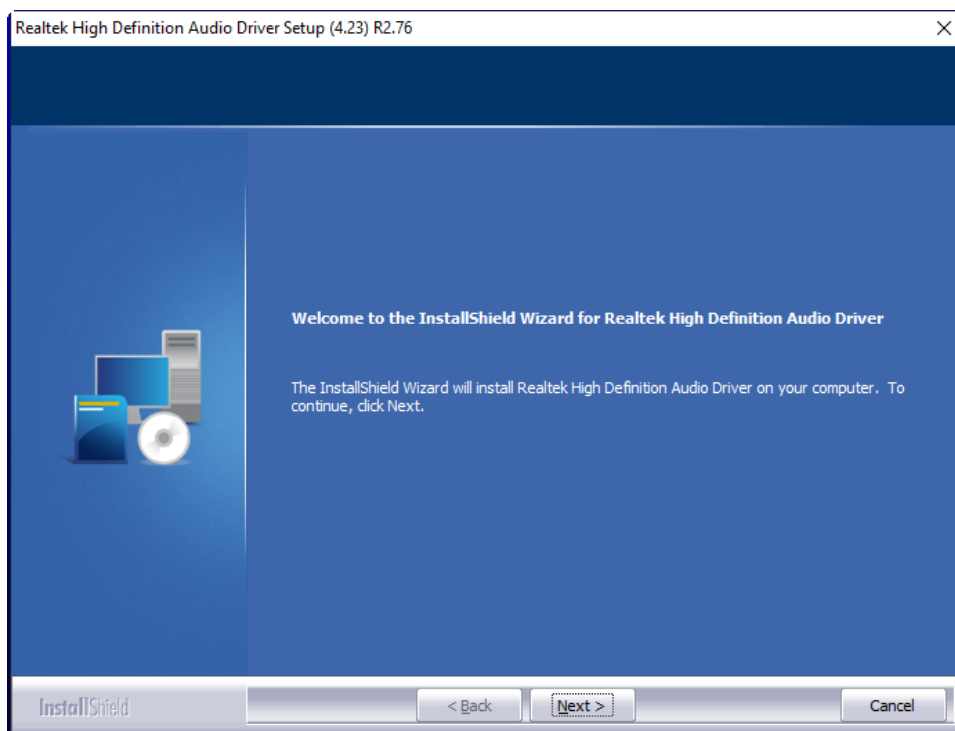 Realtek High Definition Audio Driver Setup (4.23) R2.76
Welcome to the InstallShield Wizard for Realtek High Definition Audio Driver
The InstallShield Wizard will install Realtek High Definition Audio Driver on your computer. To
continue, click Next.
InstallShield
< Back
Next >
Cancel